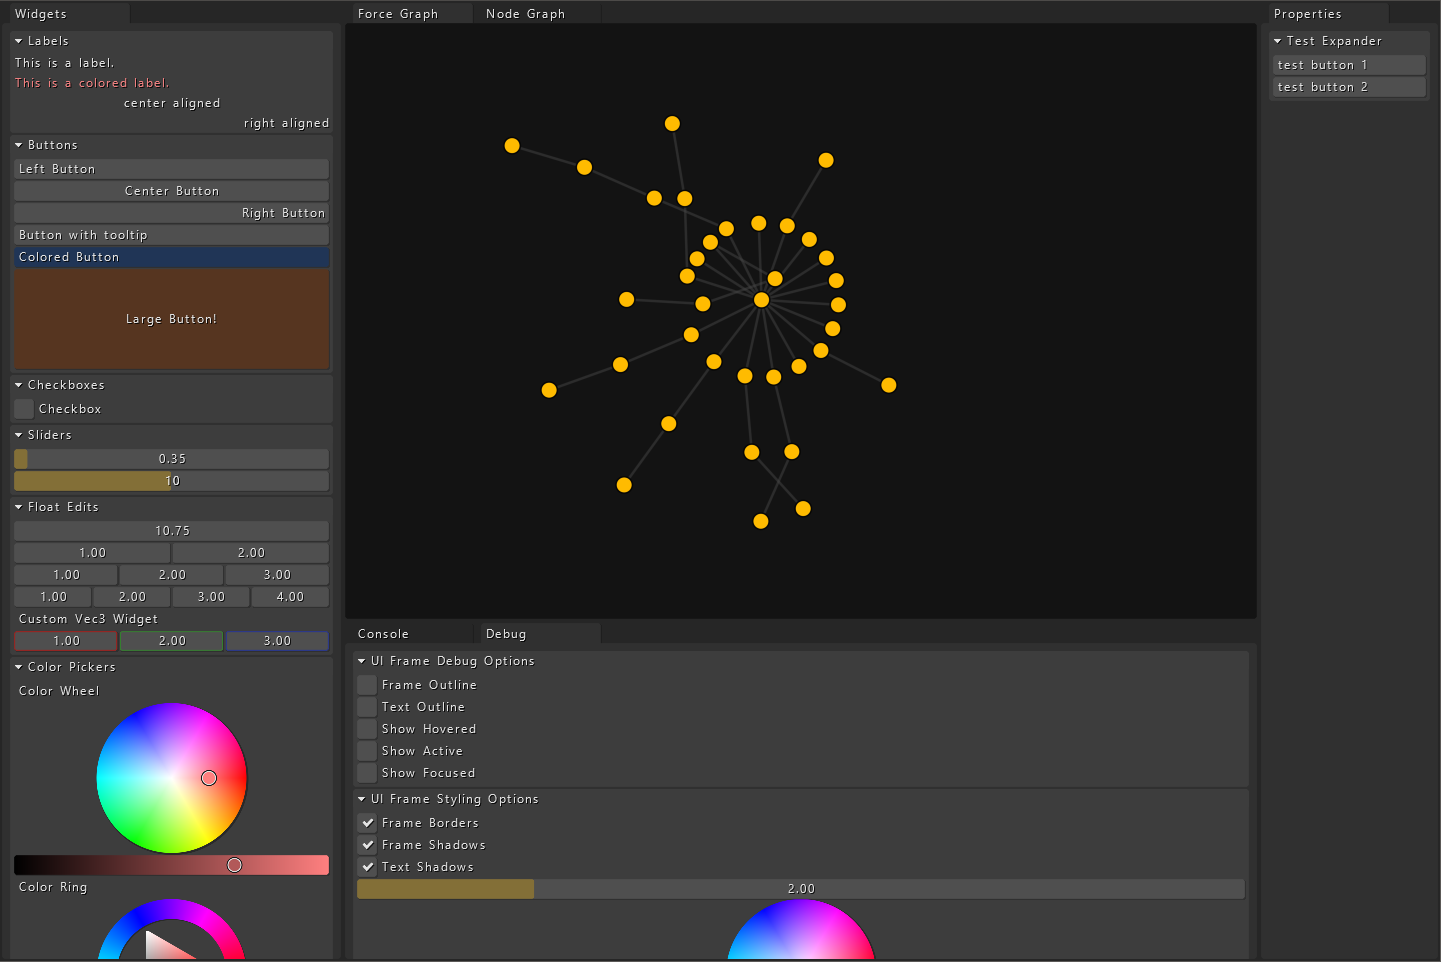 Widgets
Labels
This is a label.
This is a colored label.
center aligned
right aligned
Buttons
Left Button
Center Button
Right Button
Button with tooltip
Colored Button
Large Button!
Checkboxes
Checkbox
Sliders
0.35
10
Float Edits
10.75
1.00 2.00
1.00 2.00 3.00
1.00 2.00 3.00 4.00
Custom Vec3 Widget
1.00 2.00 3.00
Color Pickers
Color Wheel
Color Ring
Force Graph Node Graph
Console Debug
UI Frame Debug Options
Frame Outline
Text Outline
Show Hovered
Show Active
Show Focused
UI Frame Styling Options
Frame Borders
Frame Shadows
Text Shadows
2.00
Properties
Test Expander
test button 1
test button 2